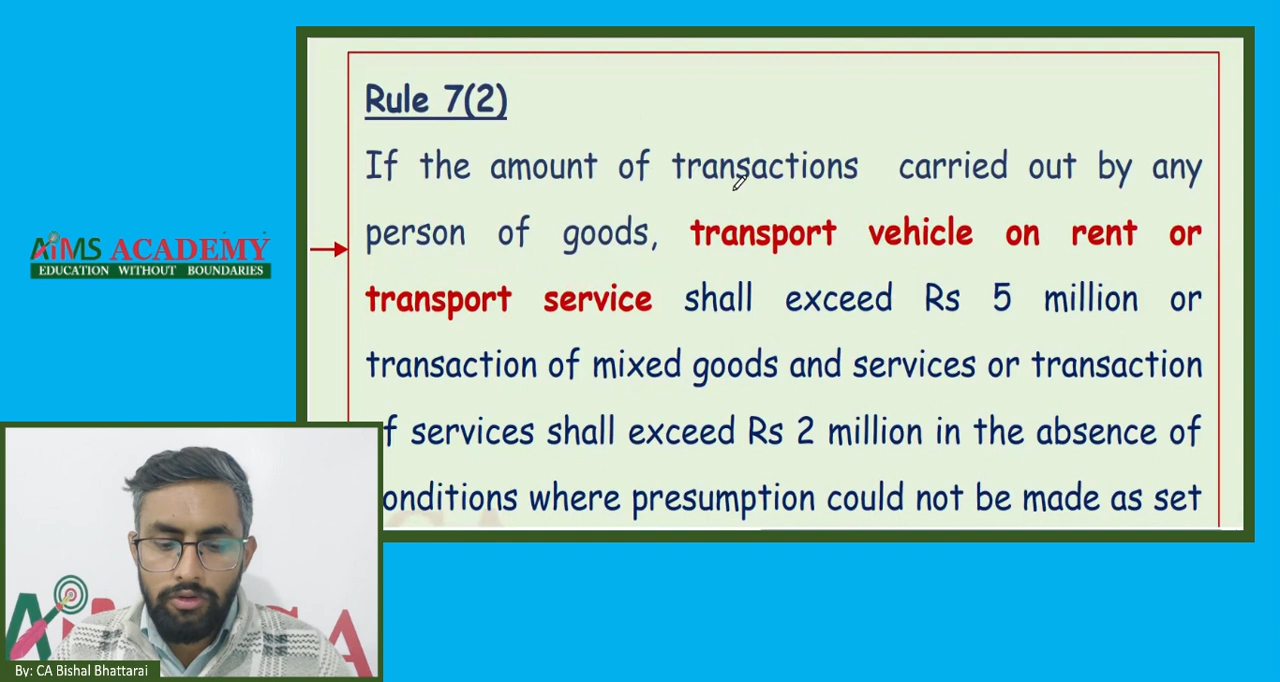 Rule 7(2)
If the amount of transactions carried out by any
person of goods, transport vehicle on rent or
transport service shall exceed Rs 5 million or
transaction of mixed goods and services or transaction
f services shall exceed Rs 2 million in the absence of
onditions where presumption could not be made as set
AiMS ACADEMY
EDUCATION WITHOUT BOUNDARIES
By: CA Bishal Bhattarai